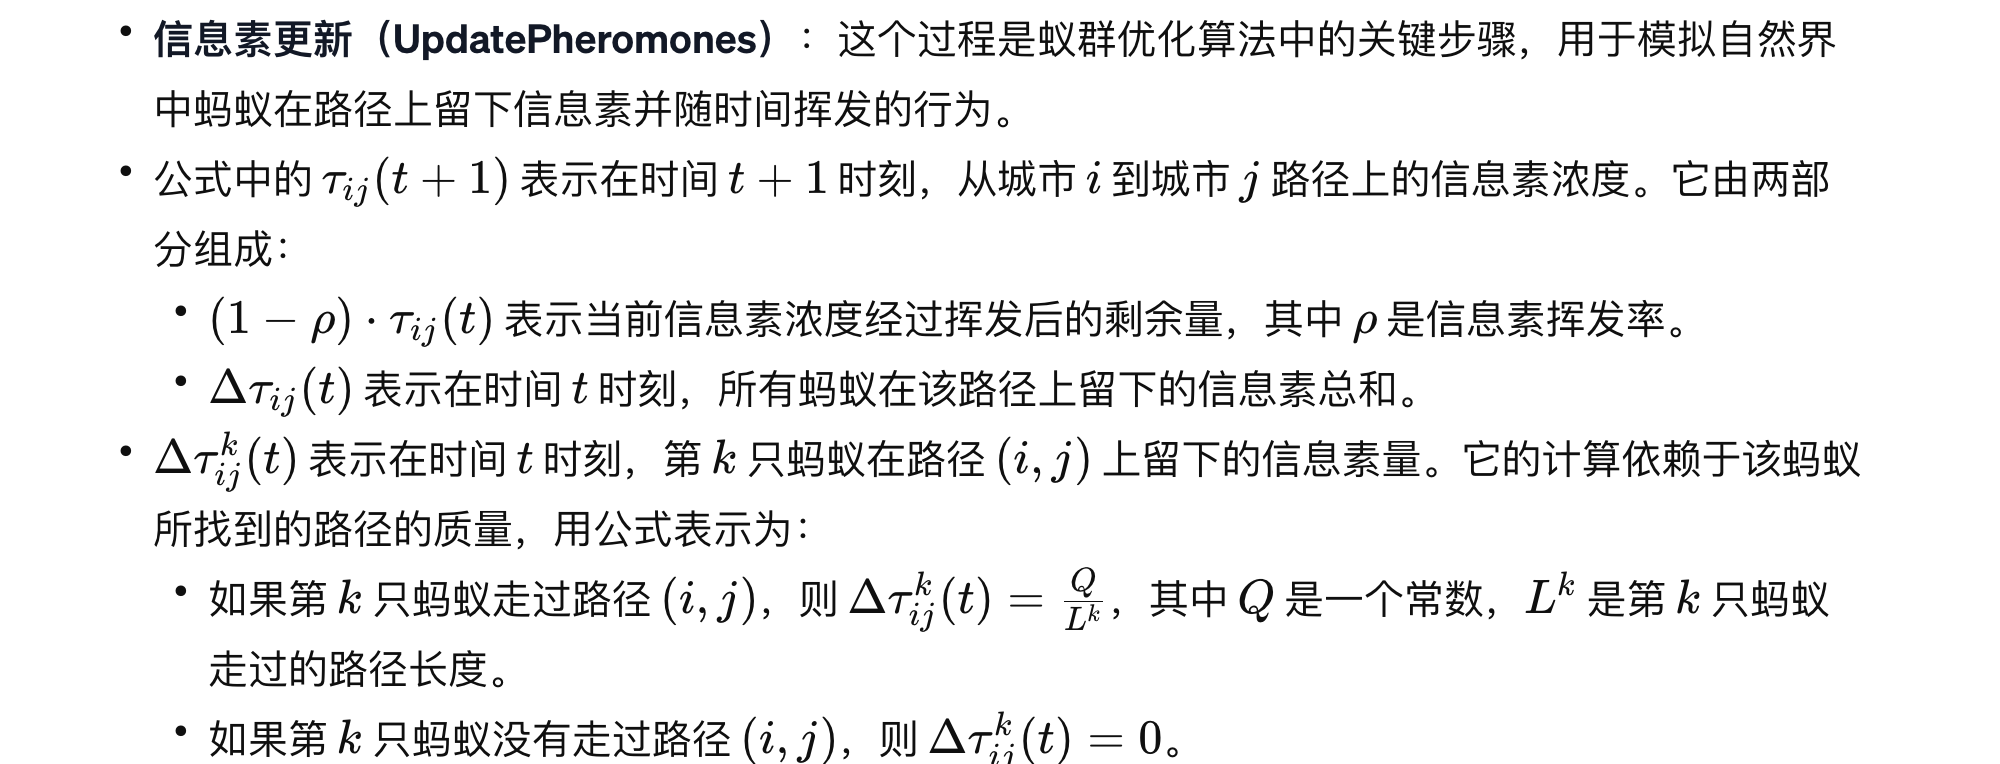 • 信息素更新（UpdatePheromones）：这个过程是蚁群优化算法中的关键步骤，用于模拟自然界
中蚂蚁在路径上留下信息素并随时间挥发的行为。
• 公式中的 $\tau_{ij}(t+1)$ 表示在时间 $t+1$ 时刻，从城市 $i$ 到城市 $j$ 路径上的信息素浓度。它由两部
分组成：
• $(1-\rho)\cdot\tau_{ij}(t)$ 表示当前信息素浓度经过挥发后的剩余量，其中 $\rho$ 是信息素挥发率。
• $\Delta\tau_{ij}(t)$ 表示在时间 $t$ 时刻，所有蚂蚁在该路径上留下的信息素总和。
• $\Delta\tau_{ij}^{k}(t)$ 表示在时间 $t$ 时刻，第 $k$ 只蚂蚁在路径 $(i,j)$ 上留下的信息素量。它的计算依赖于该蚂蚁
所找到的路径的质量，用公式表示为：
• 如果第 $k$ 只蚂蚁走过路径 $(i,j)$，则 $\Delta\tau_{ij}^{k}(t)=\frac{Q}{L^{k}}$，其中 $Q$ 是一个常数，$L^{k}$ 是第 $k$ 只蚂蚁
走过的路径长度。
• 如果第 $k$ 只蚂蚁没有走过路径 $(i,j)$，则 $\Delta\tau_{ij}^{k}(t)=0$。